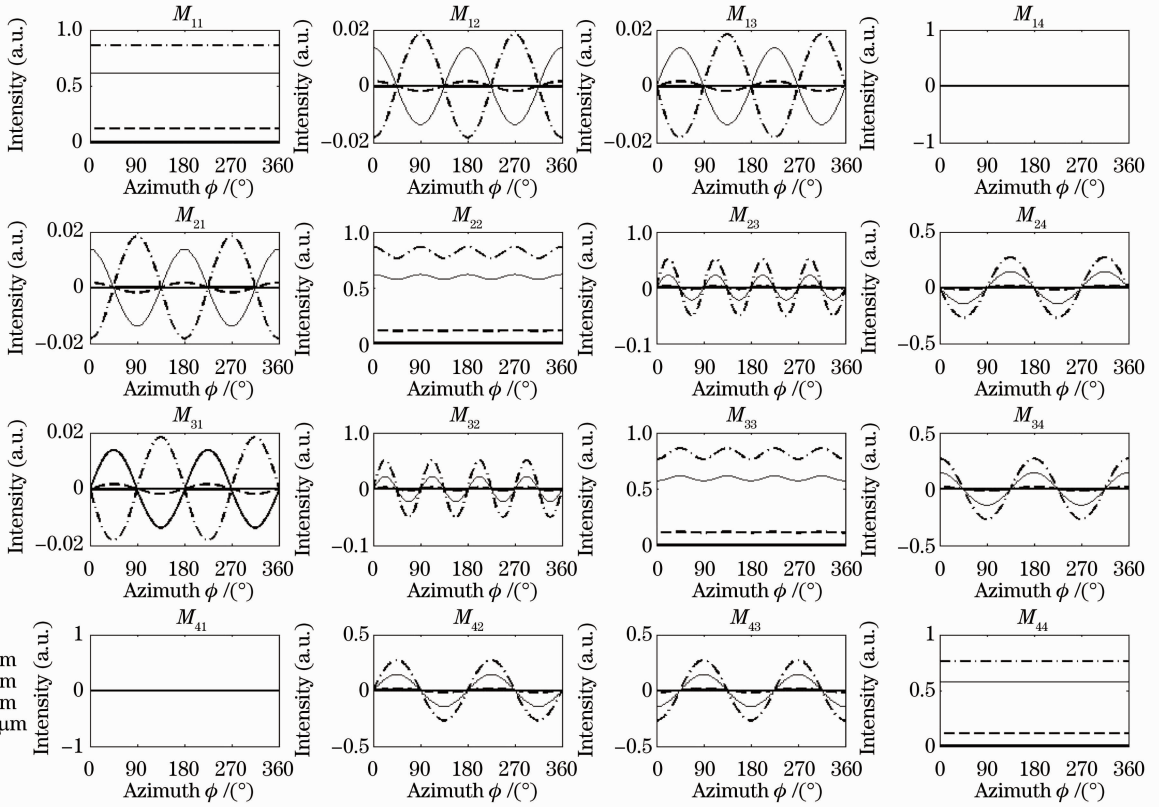 M11
Intensity (a.u.)
1.0
0.5
0
0 90 180 270 360
Azimuth ϕ /(°)
M12
Intensity (a.u.)
0.02
0
−0.02
0 90 180 270 360
Azimuth ϕ /(°)
M13
Intensity (a.u.)
0.02
0
−0.02
0 90 180 270 360
Azimuth ϕ /(°)
M14
Intensity (a.u.)
1
0
−1
0 90 180 270 360
Azimuth ϕ /(°)
M21
Intensity (a.u.)
0.02
0
−0.02
0 90 180 270 360
Azimuth ϕ /(°)
M22
Intensity (a.u.)
1.0
0.5
0
0 90 180 270 360
Azimuth ϕ /(°)
M23
Intensity (a.u.)
1.0
0
−0.1
0 90 180 270 360
Azimuth ϕ /(°)
M24
Intensity (a.u.)
0.5
0
−0.5
0 90 180 270 360
Azimuth ϕ /(°)
M31
Intensity (a.u.)
0.02
0
−0.02
0 90 180 270 360
Azimuth ϕ /(°)
M32
Intensity (a.u.)
1.0
0
−0.1
0 90 180 270 360
Azimuth ϕ /(°)
M33
Intensity (a.u.)
1.0
0.5
0
0 90 180 270 360
Azimuth ϕ /(°)
M34
Intensity (a.u.)
0.5
0
−0.5
0 90 180 270 360
Azimuth ϕ /(°)
m
m
m
μm
M41
Intensity (a.u.)
1
0
−1
0 90 180 270 360
Azimuth ϕ /(°)
M42
Intensity (a.u.)
0.5
0
−0.5
0 90 180 270 360
Azimuth ϕ /(°)
M43
Intensity (a.u.)
0.5
0
−0.5
0 90 180 270 360
Azimuth ϕ /(°)
M44
Intensity (a.u.)
1
0.5
0
0 90 180 270 360
Azimuth ϕ /(°)